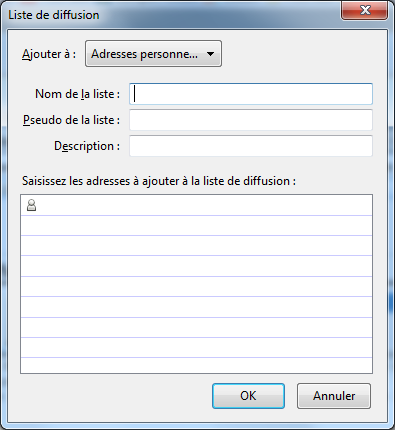 Liste de diffusion
Ajouter à : Adresses personne...
Nom de la liste :
Pseudo de la liste :
Description :
Saisissez les adresses à ajouter à la liste de diffusion :
OK Annuler